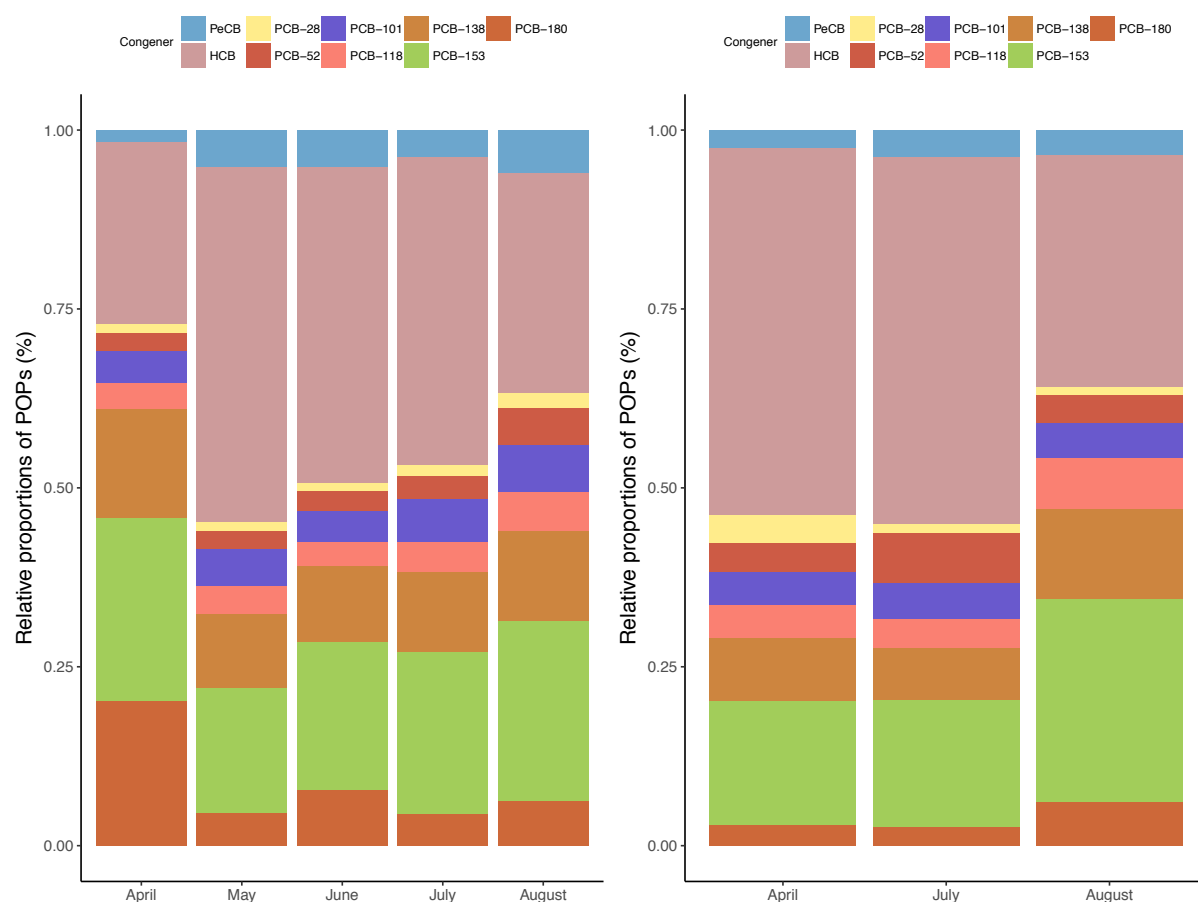 Congener
PeCB PCB−28 PCB−101 PCB−138 PCB−180
HCB PCB−52 PCB−118 PCB−153
Relative proportions of POPs (%)
1.00
0.75
0.50
0.25
0.00
April May June July August
Congener
PeCB PCB−28 PCB−101 PCB−138 PCB−180
HCB PCB−52 PCB−118 PCB−153
Relative proportions of POPs (%)
1.00
0.75
0.50
0.25
0.00
April July August